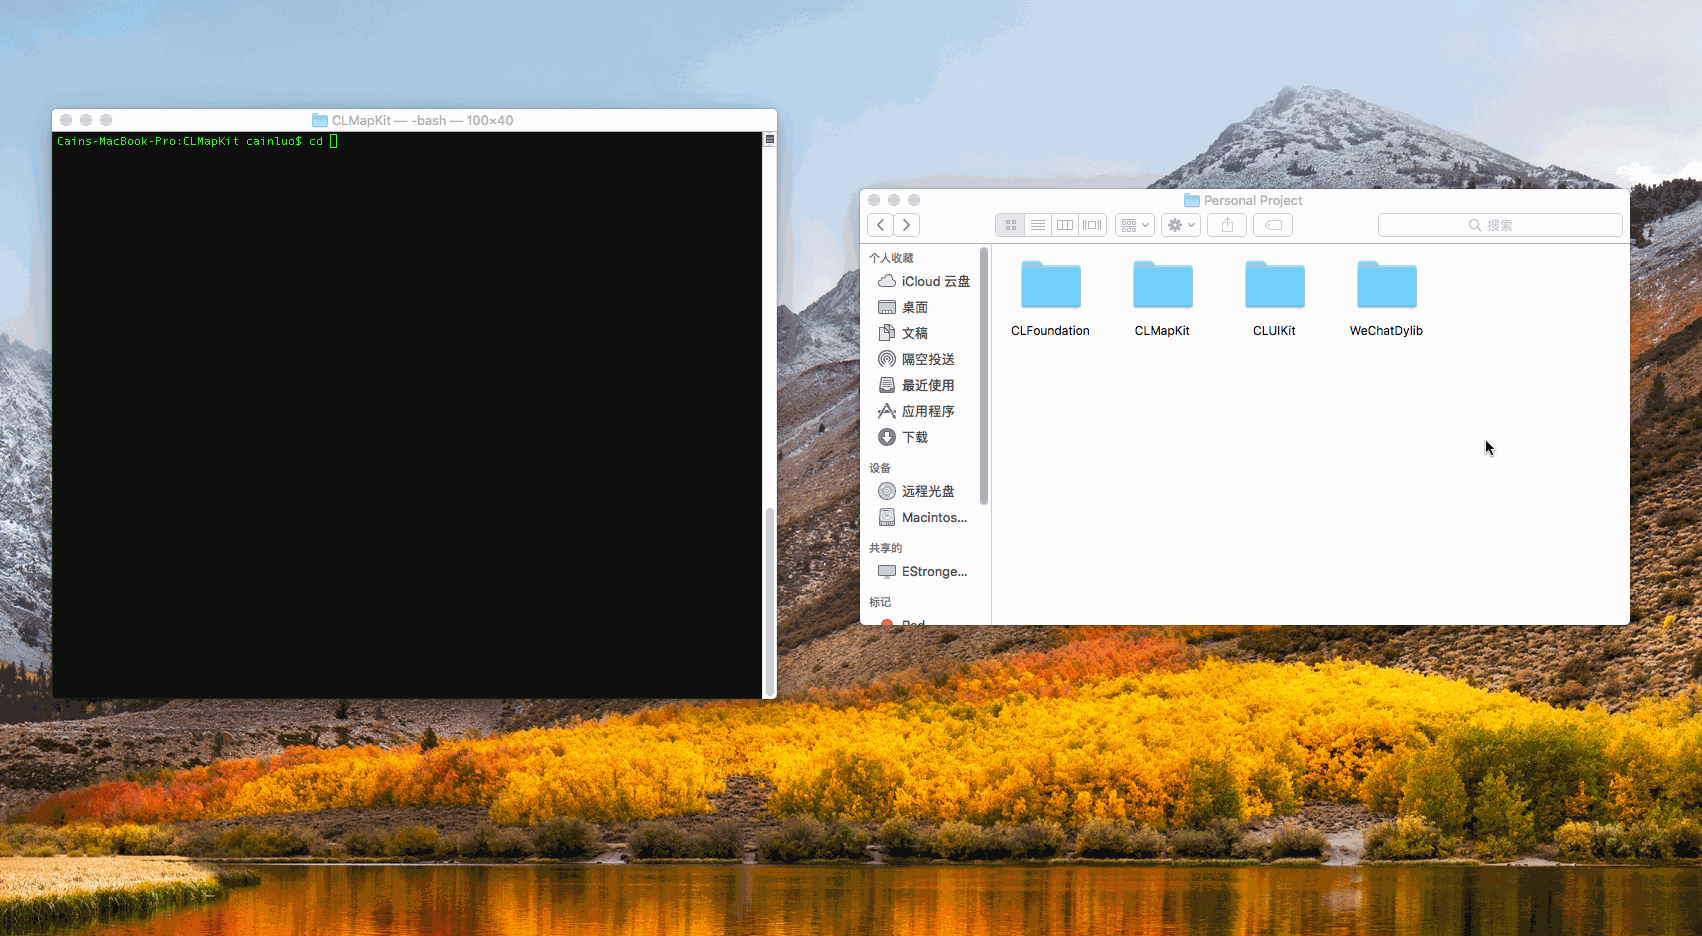 CLMapKit — -bash — 100×40
Cains-MacBook-Pro:CLMapKit cainluo$ cd
Personal Project
搜索
个人收藏
iCloud 云盘
桌面
文稿
隔空投送
最近使用
应用程序
下载
设备
远程光盘
Macintos...
共享的
EStronge...
标记
Red
CLFoundation
CLMapKit
CLUIKit
WeChatDylib